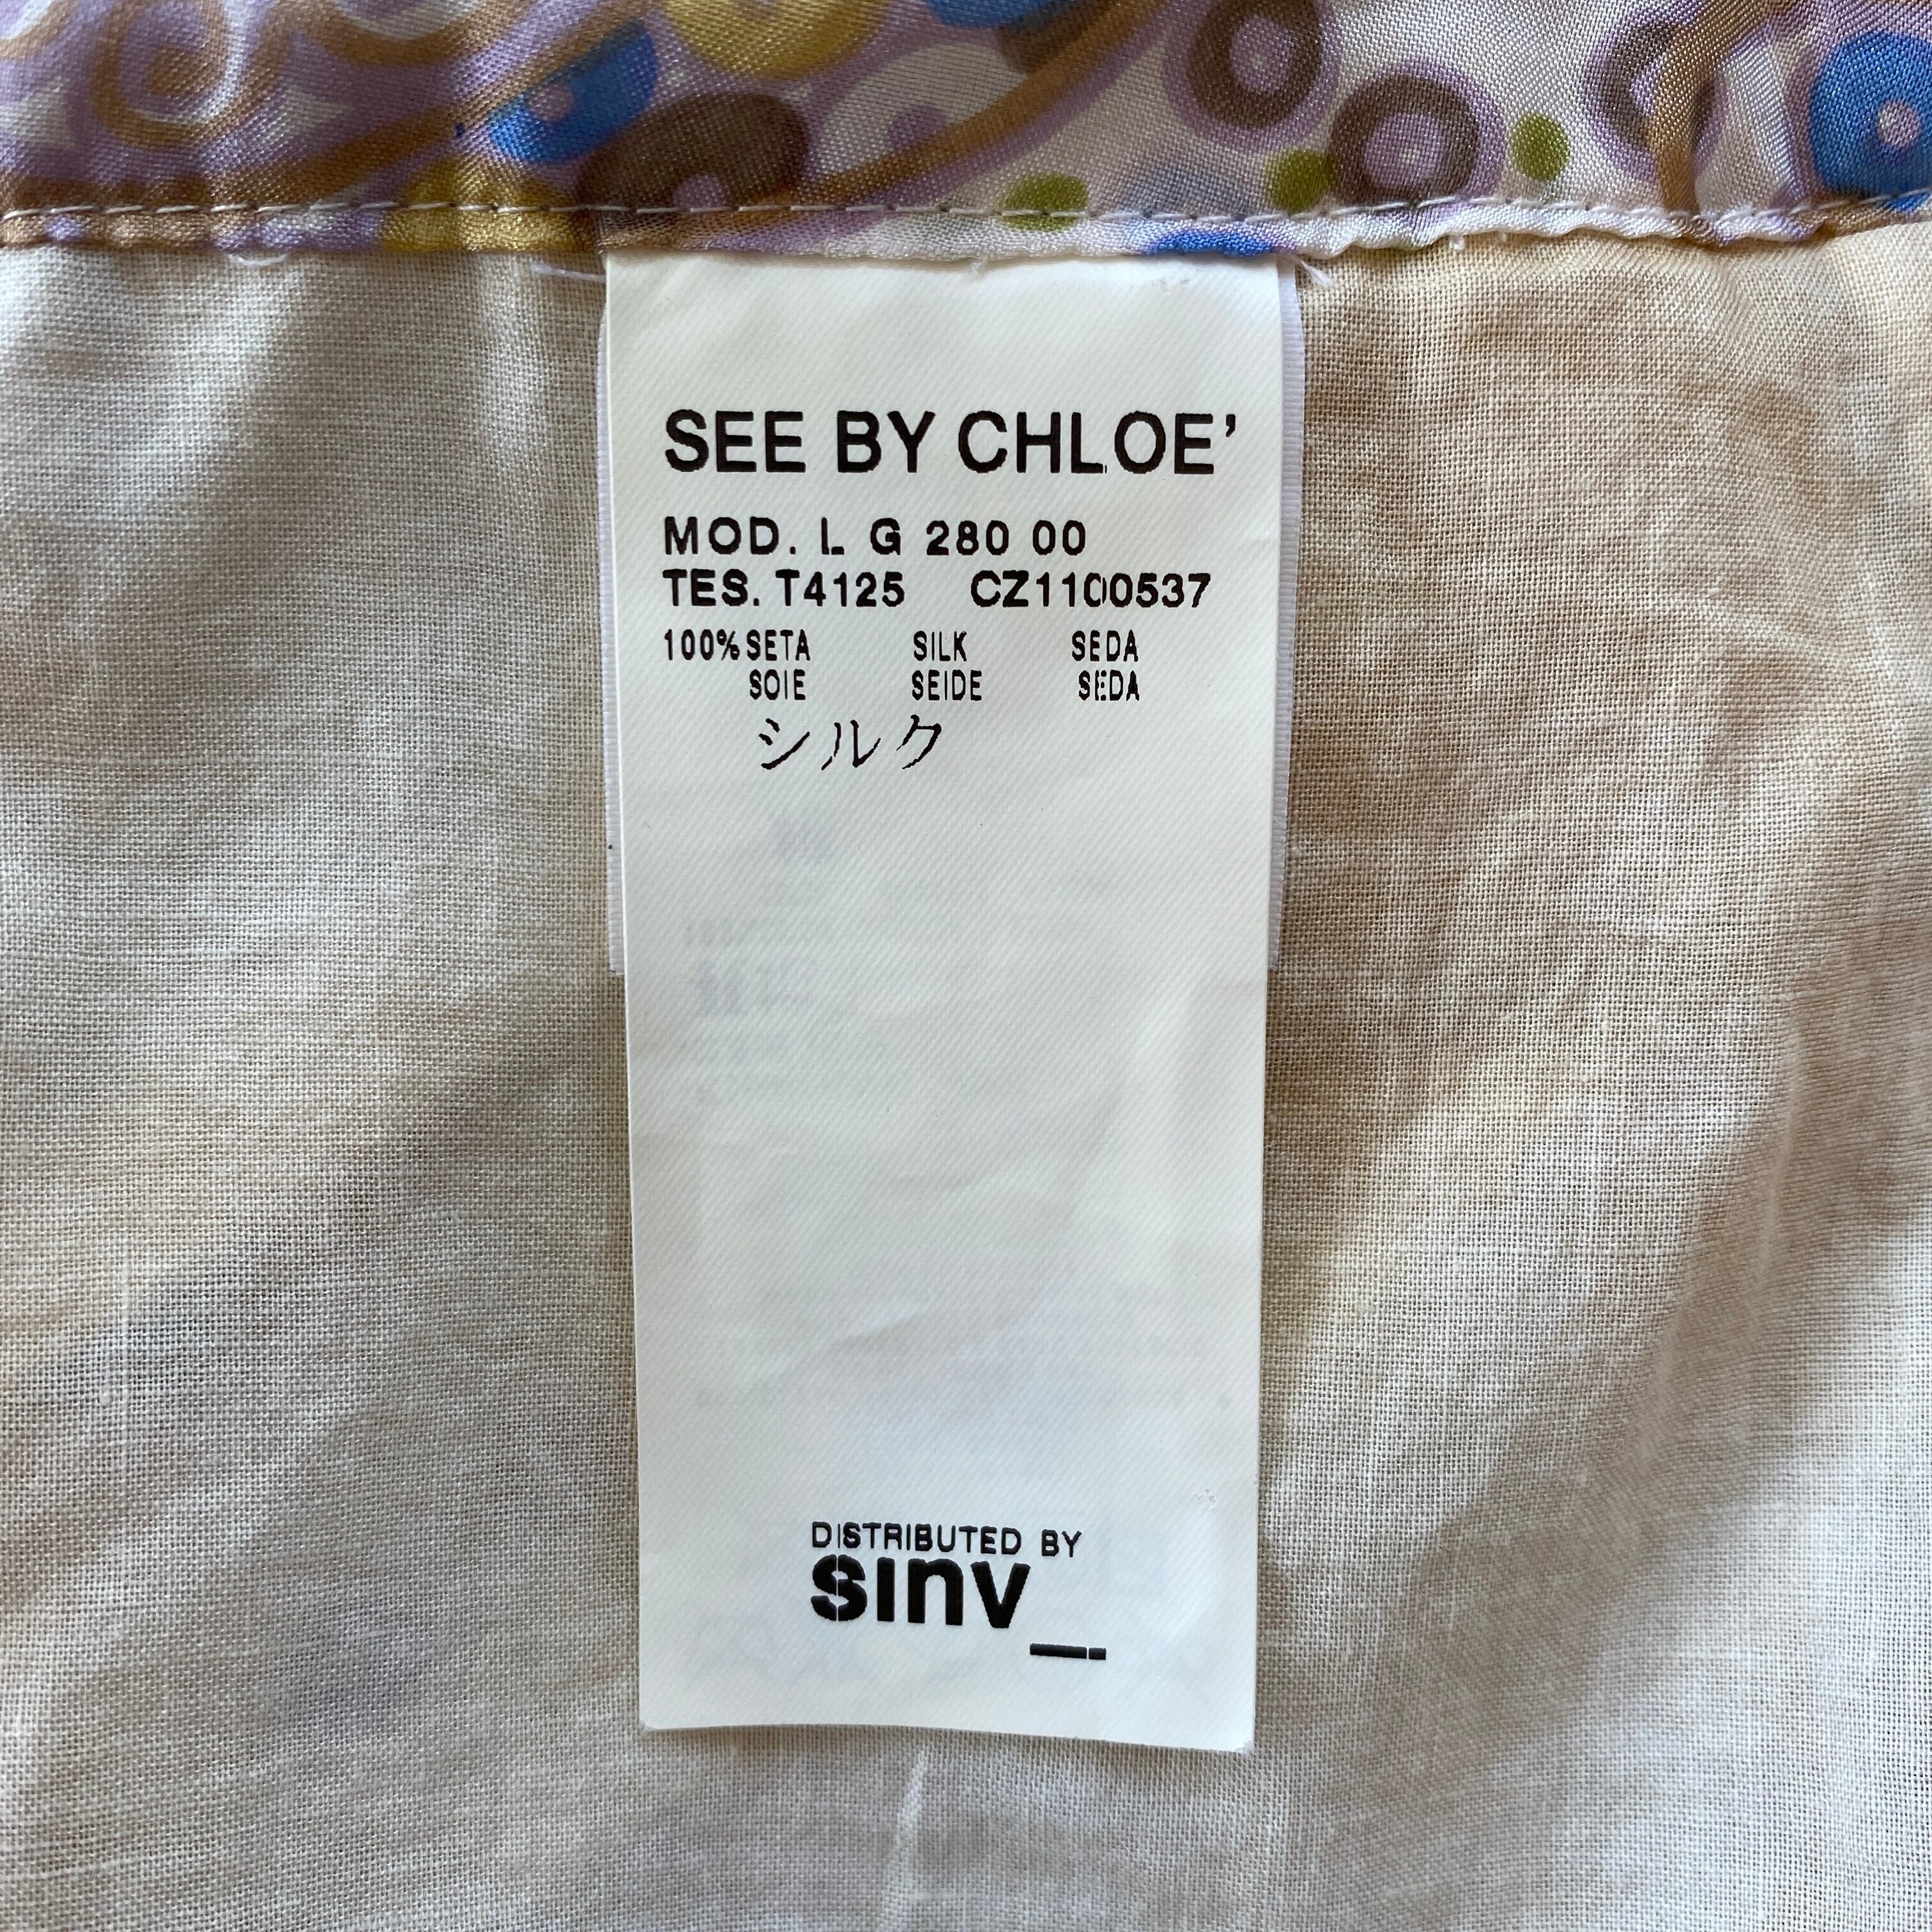 SEE BY CHLOE'
MOD. L G 280 00
TES. T4125 CZ1100537
100% SETA SILK SEDA
SOIE SEIDE SEDA
シルク
DISTRIBUTED BY
sınv_